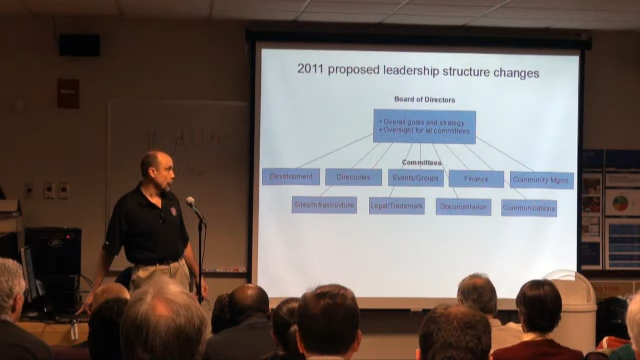 2011 proposed leadership structure changes
Board of Directors
• Overall goals and strategy
• Oversight for all committees
Committees
Development Directories Events/Groups Finance Community Mgmt
Sites/Infrastructure Legal/Trademark Documentation Communications